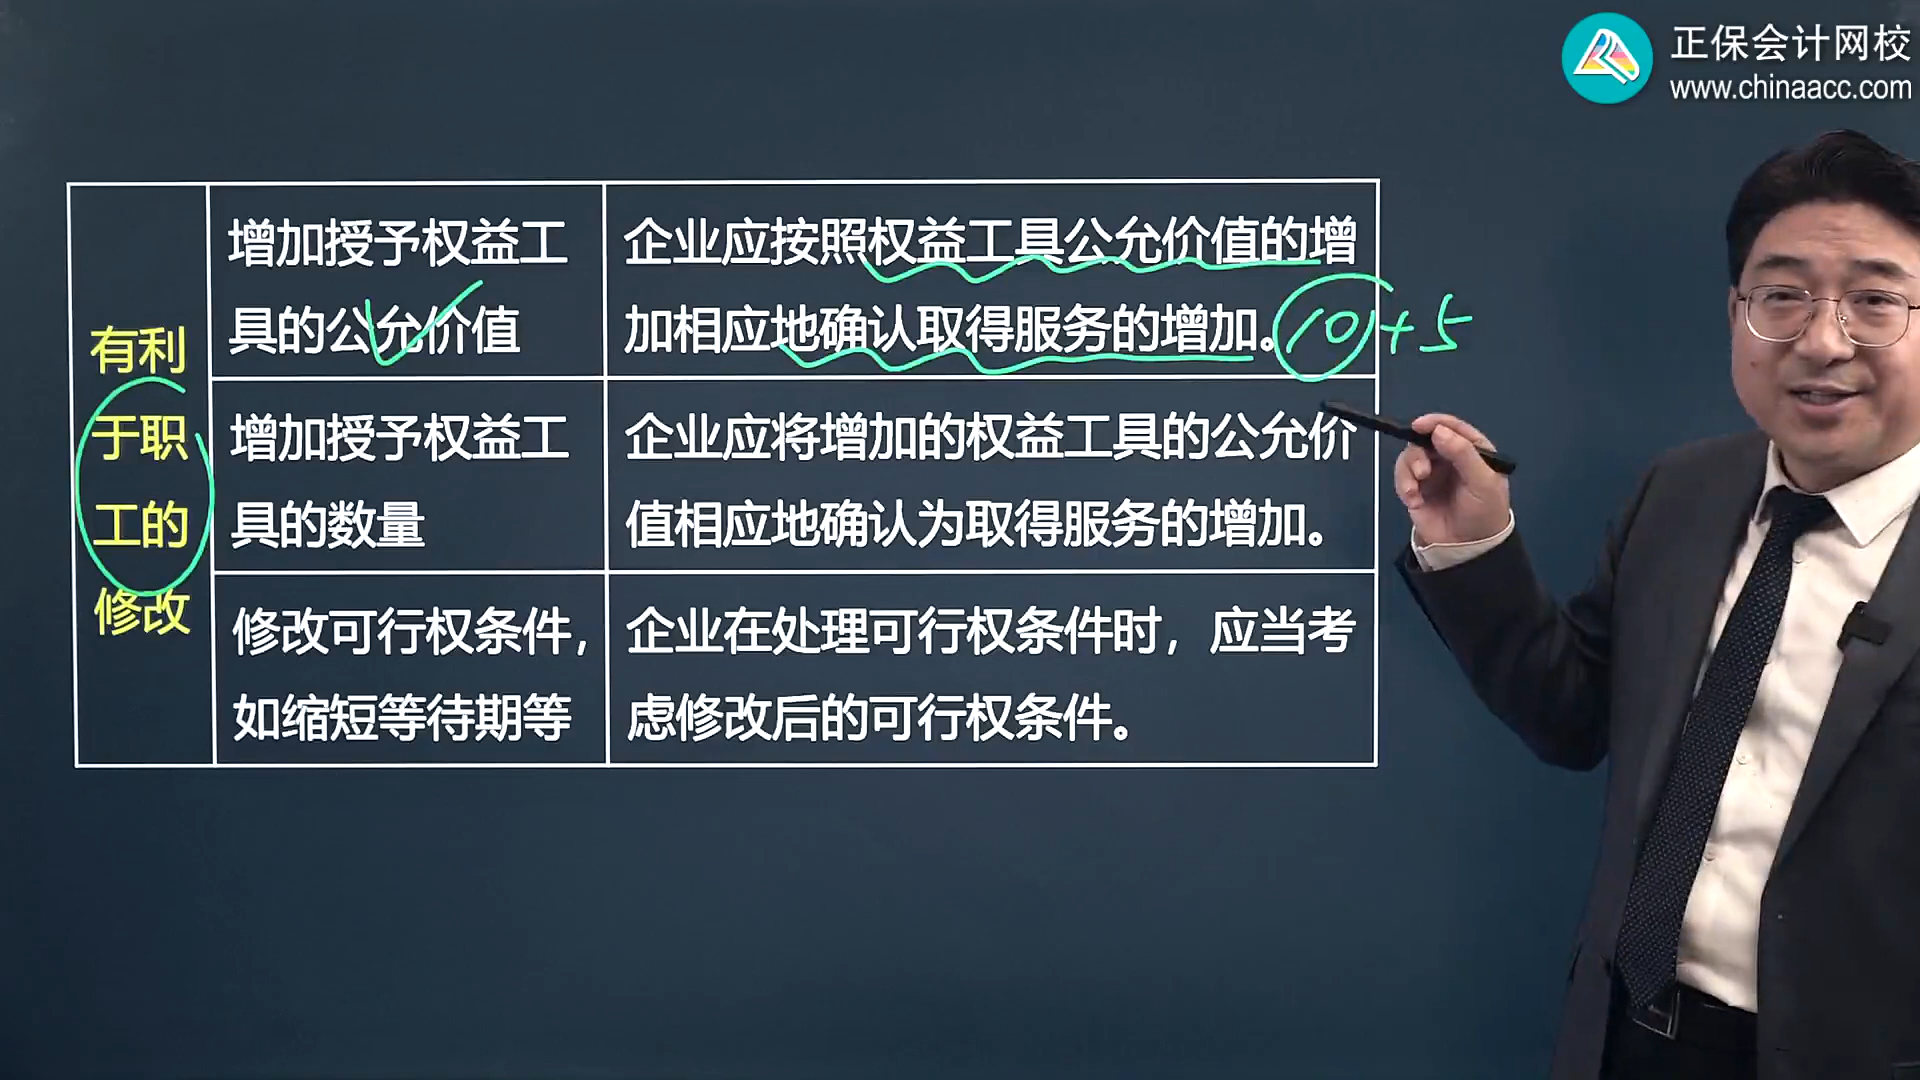 正保会计网校
www.chinaacc.com
有利
于职
工的
修改
增加授予权益工
具的公允价值
企业应按照权益工具公允价值的增
加相应地确认取得服务的增加。
10+5
增加授予权益工
具的数量
企业应将增加的权益工具的公允价
值相应地确认为取得服务的增加。
修改可行权条件，
如缩短等待期等
企业在处理可行权条件时，应当考
虑修改后的可行权条件。